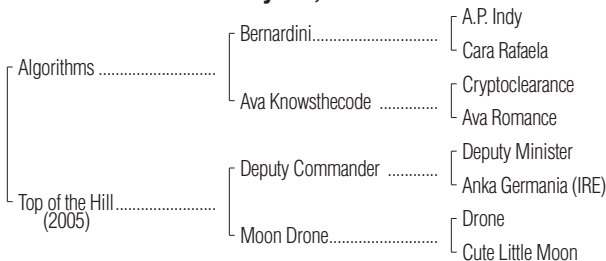 A.P. Indy
Bernardini
Cara Rafaela
Algorithms
Cryptoclearance
Ava Knowsthecode
Ava Romance
Deputy Minister
Deputy Commander
Anka Germania (IRE)
Top of the Hill
(2005)
Drone
Moon Drone
Cute Little Moon